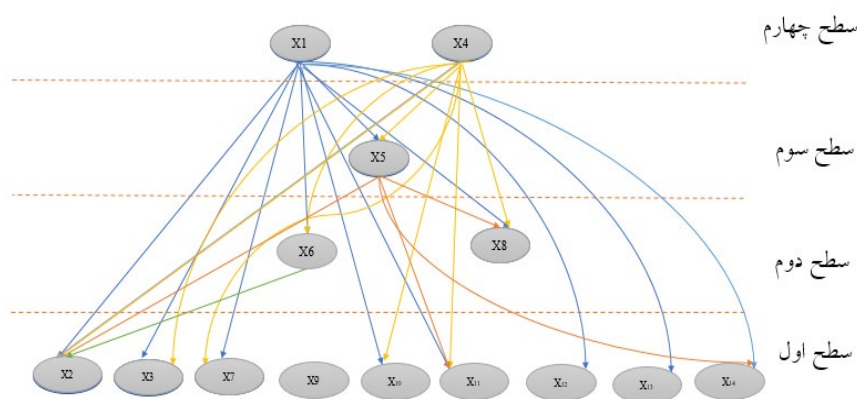 X1 X4 سطح چهارم
X5 سطح سوم
X6 X8 سطح دوم
X2 X3 X7 X9 X10 X11 X12 X13 X14 سطح اول